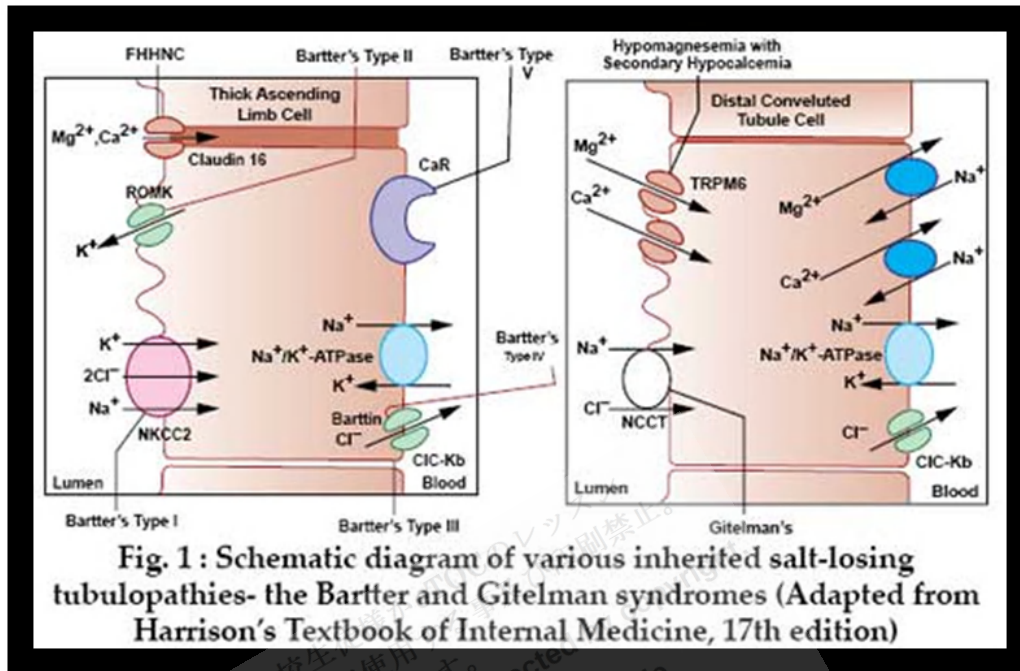 FHHNC
Bartter's Type II
Bartter's Type
V
Thick Ascending
Limb Cell
Mg2+,Ca2+
Claudin 16
CaR
ROMK
K+
K+
2Cl−
Na+
NKCC2
Na+
Na+/K+-ATPase
K+
Barttin
Cl−
ClC-Kb
Bartter's
Type IV
Lumen
Blood
Bartter's Type I
Bartter's Type III
Hypomagnesemia with
Secondary Hypocalcemia
Distal Conveluted
Tubule Cell
Mg2+
TRPM6
Ca2+
Mg2+
Na+
Ca2+
Na+
Na+
Na+
Na+/K+-ATPase
K+
Cl−
NCCT
Cl−
ClC-Kb
Lumen
Blood
Gitelman's
Fig. 1 : Schematic diagram of various inherited salt-losing
tubulopathies- the Bartter and Gitelman syndromes (Adapted from
Harrison's Textbook of Internal Medicine, 17th edition)